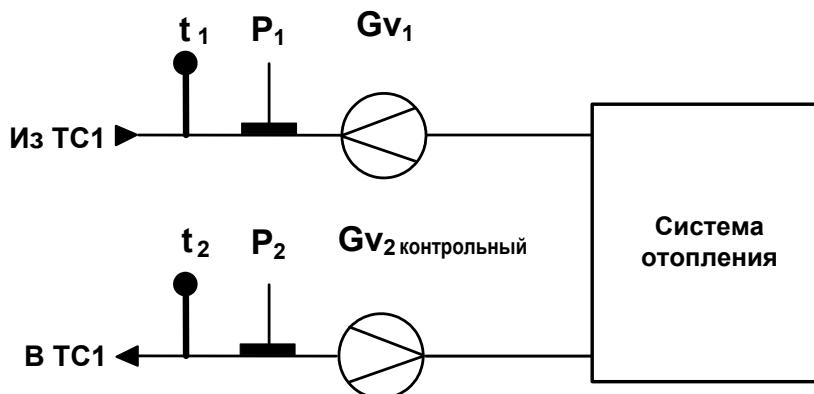 t 1 P1 Gv1
Из ТС1
t 2 P2 Gv2 контрольный
В ТС1
Система
отопления